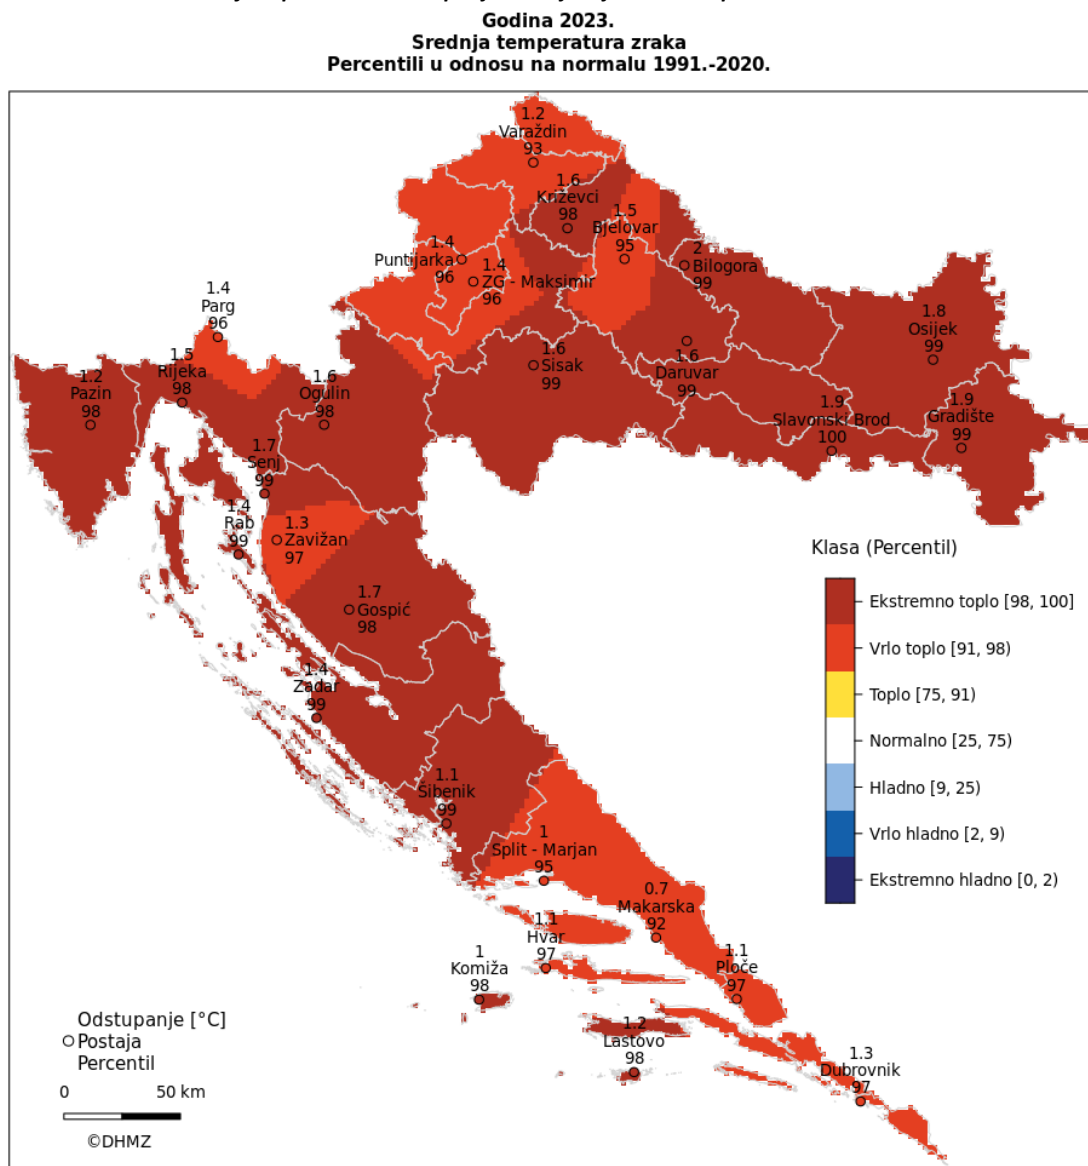 Godina 2023.
Srednja temperatura zraka
Percentili u odnosu na normalu 1991.-2020.
1.2
Varaždin
93
1.6
Križevci
98
1.5
Bjelovar
95
1.4
Puntijarka
96
1.4
ZG - Maksimir
96
2
Bilogora
99
1.4
Parg
96
1.8
Osijek
99
1.5
Rijeka
98
1.2
Pazin
98
1.6
Ogulin
98
1.6
Sisak
99
1.6
Daruvar
99
1.9
Slavonski Brod
100
1.9
Gradište
99
1.7
Senj
99
1.4
Rab
99
1.3
Zavižan
97
1.7
Gospić
98
1.4
Zadar
99
1.1
Šibenik
99
1
Split - Marjan
95
0.7
Makarska
92
1.1
Hvar
97
1
Komiža
98
1.1
Ploče
97
1.2
Lastovo
98
1.3
Dubrovnik
97
Klasa (Percentil)
Ekstremno toplo [98, 100]
Vrlo toplo [91, 98)
Toplo [75, 91)
Normalno [25, 75)
Hladno [9, 25)
Vrlo hladno [2, 9)
Ekstremno hladno [0, 2)
Odstupanje [°C]
Postaja
Percentil
0 50 km
©DHMZ